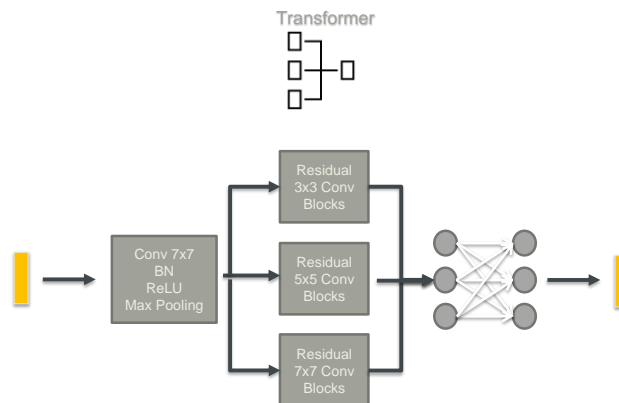 Transformer
Residual
3x3 Conv
Blocks
Conv 7x7
BN
ReLU
Max Pooling
Residual
5x5 Conv
Blocks
Residual
7x7 Conv
Blocks